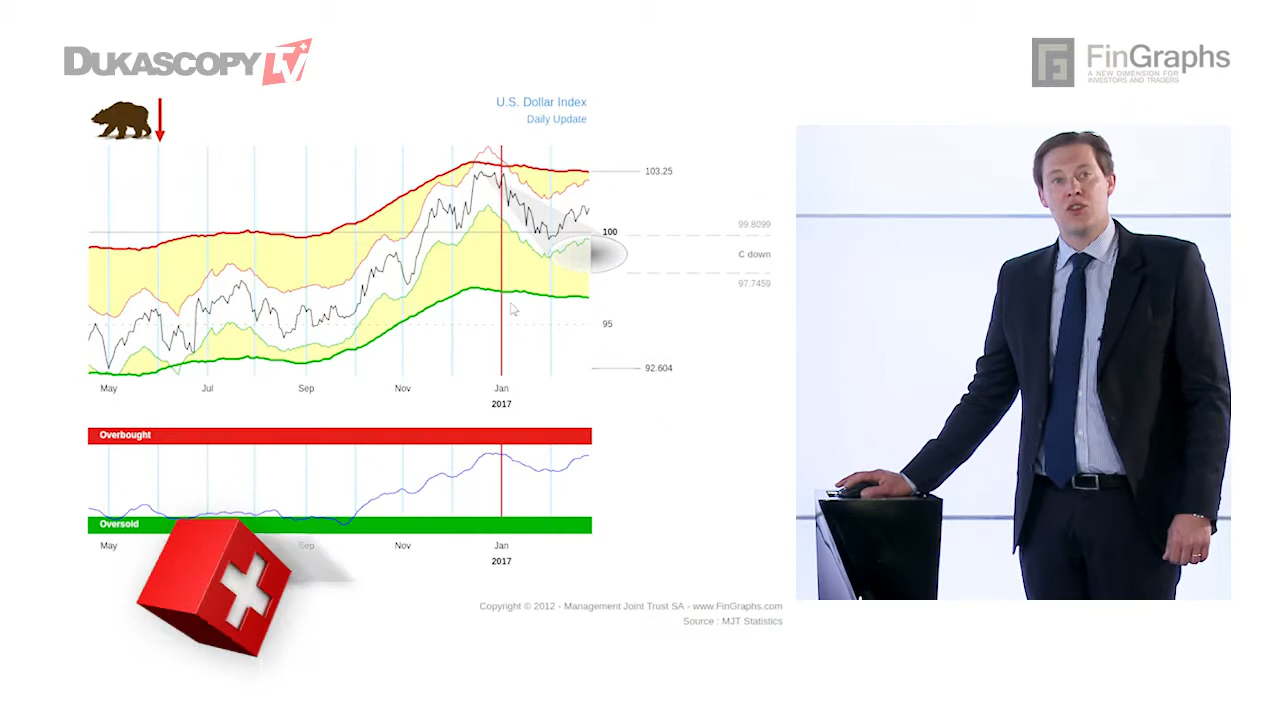 DUKASCOPY TV
FinGraphs
A NEW DIMENSION FOR
INVESTORS AND TRADERS
U.S. Dollar Index
Daily Update
103.25
99.8099
100
C down
97.7459
95
92.604
May Jul Sep Nov Jan
2017
Overbought
Oversold
May Sep Nov Jan
2017
Copyright © 2012 - Management Joint Trust SA - www.FinGraphs.com
Source : MJT Statistics